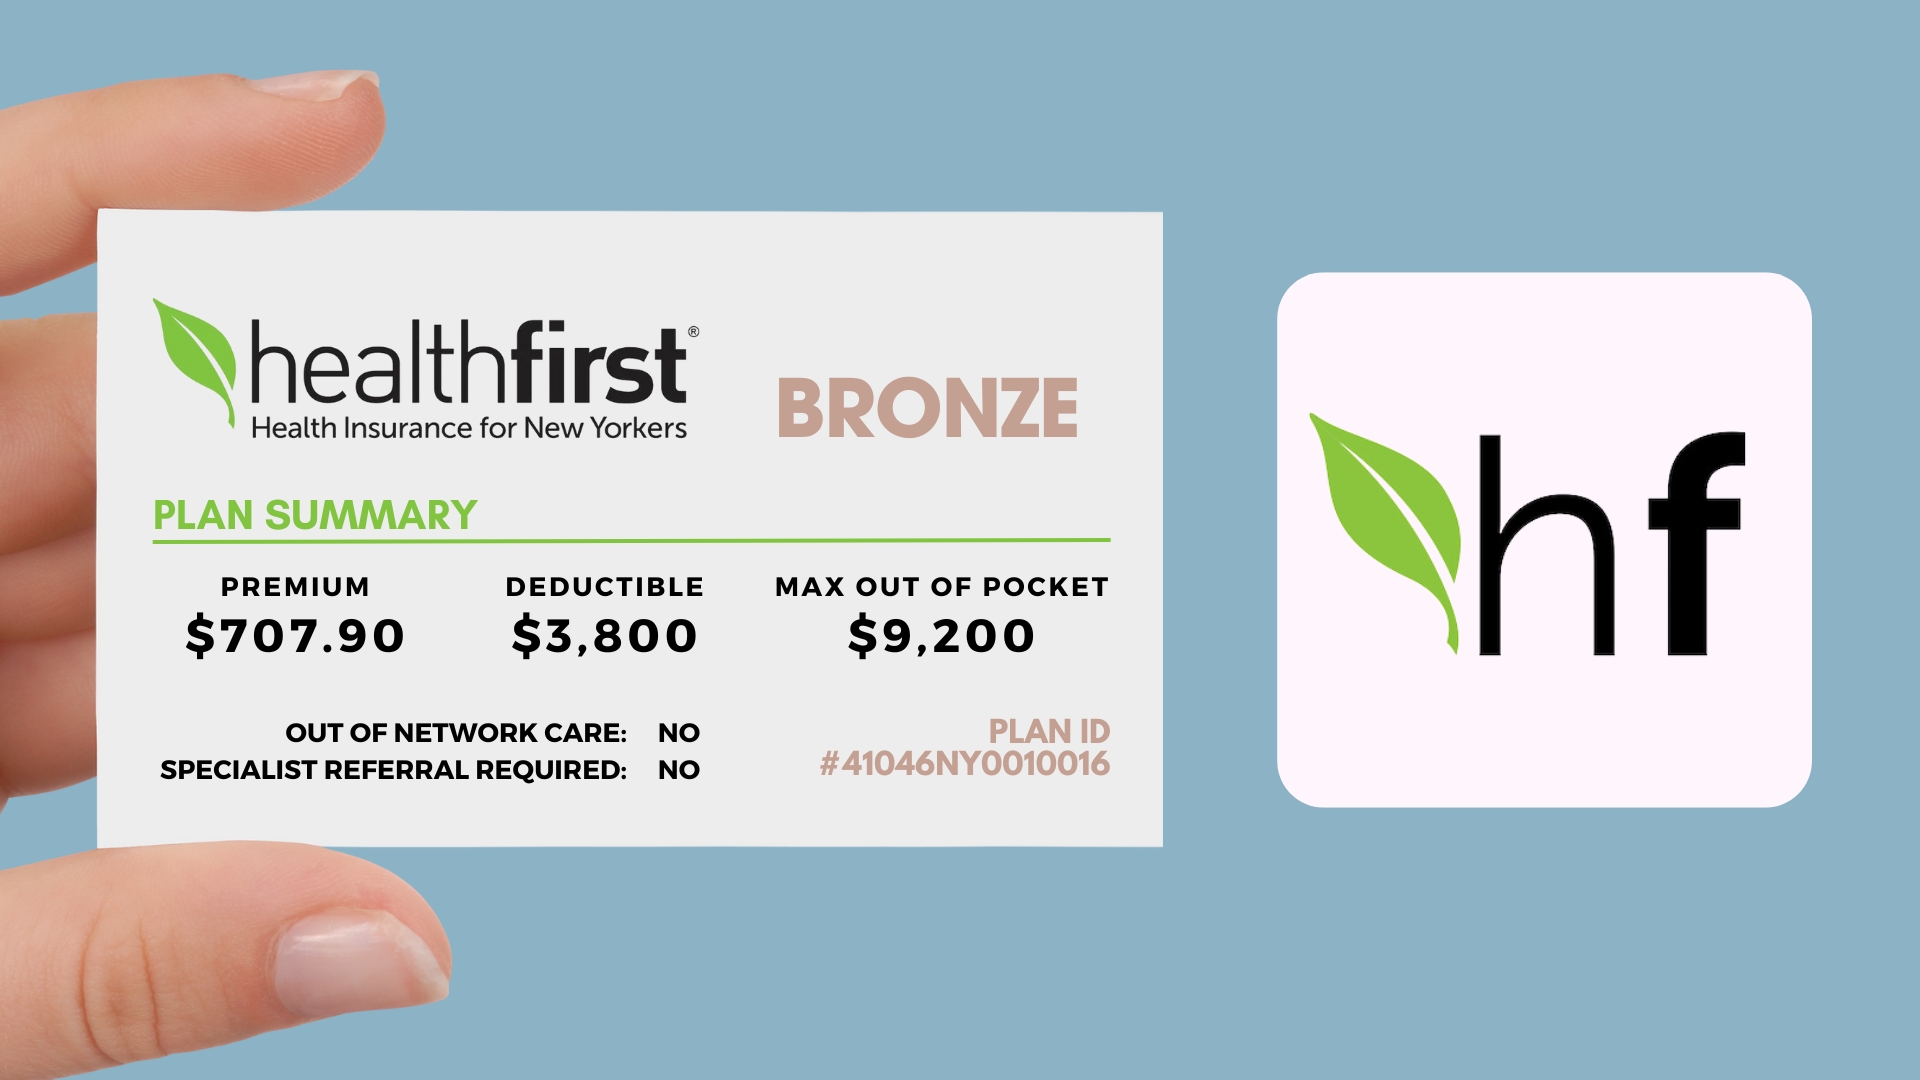 healthfirst®
Health Insurance for New Yorkers
BRONZE
PLAN SUMMARY
PREMIUM DEDUCTIBLE MAX OUT OF POCKET
$707.90 $3,800 $9,200
OUT OF NETWORK CARE: NO
SPECIALIST REFERRAL REQUIRED: NO
PLAN ID
#41046NY0010016
hf